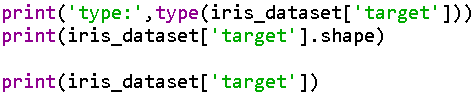 print('type:',type(iris_dataset['target']))
print(iris_dataset['target'].shape)
print(iris_dataset['target'])